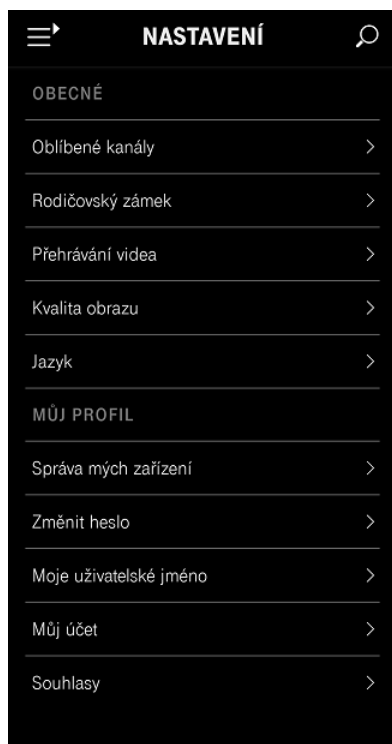 NASTAVENÍ
OBECNÉ
Oblíbené kanály
Rodičovský zámek
Přehrávání videa
Kvalita obrazu
Jazyk
MŮJ PROFIL
Správa mých zařízení
Změnit heslo
Moje uživatelské jméno
Můj účet
Souhlasy